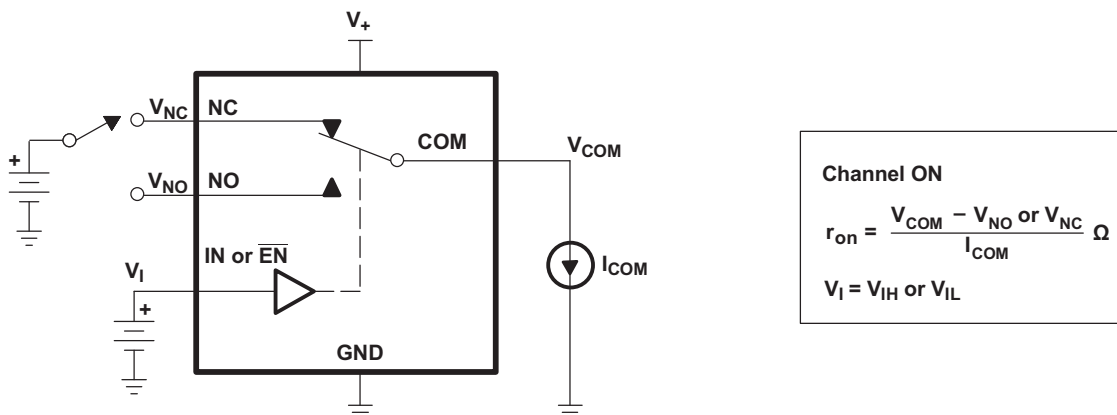 V+
VNC NC
COM
VCOM
+
VNO NO
IN or E̅N̅
VI
+
ICOM
GND
Channel ON
ron = VCOM – VNO or VNC / ICOM Ω
VI = VIH or VIL